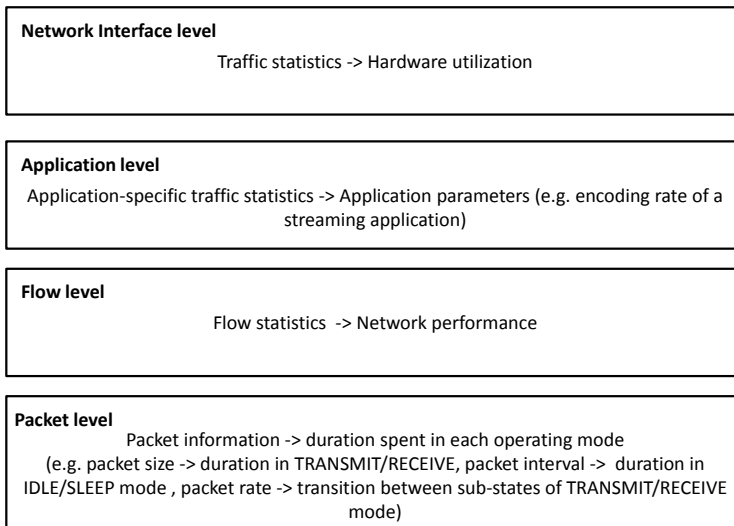 Network Interface level
Traffic statistics -> Hardware utilization
Application level
Application-specific traffic statistics -> Application parameters (e.g. encoding rate of a
streaming application)
Flow level
Flow statistics -> Network performance
Packet level
Packet information -> duration spent in each operating mode
(e.g. packet size -> duration in TRANSMIT/RECEIVE, packet interval -> duration in
IDLE/SLEEP mode , packet rate -> transition between sub-states of TRANSMIT/RECEIVE
mode)